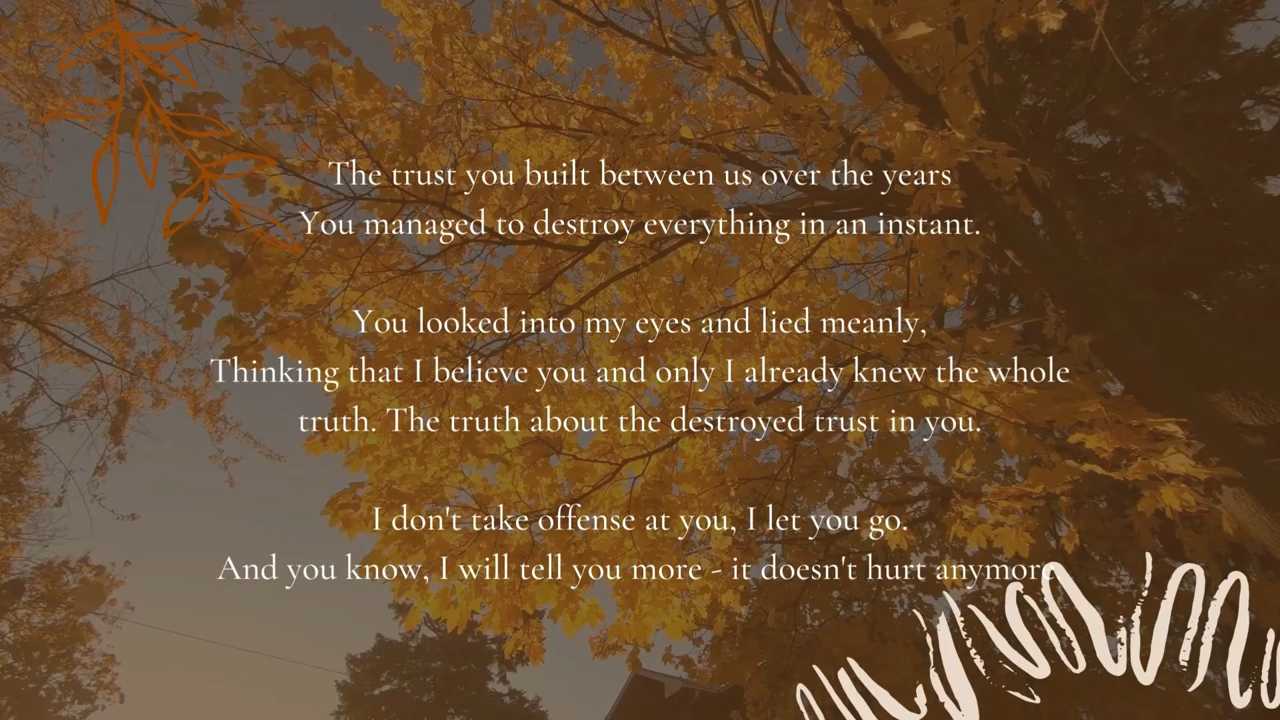 The trust you built between us over the years
You managed to destroy everything in an instant.
You looked into my eyes and lied meanly,
Thinking that I believe you and only I already knew the whole
truth. The truth about the destroyed trust in you.
I don't take offense at you, I let you go.
And you know, I will tell you more - it doesn't hurt anymore.